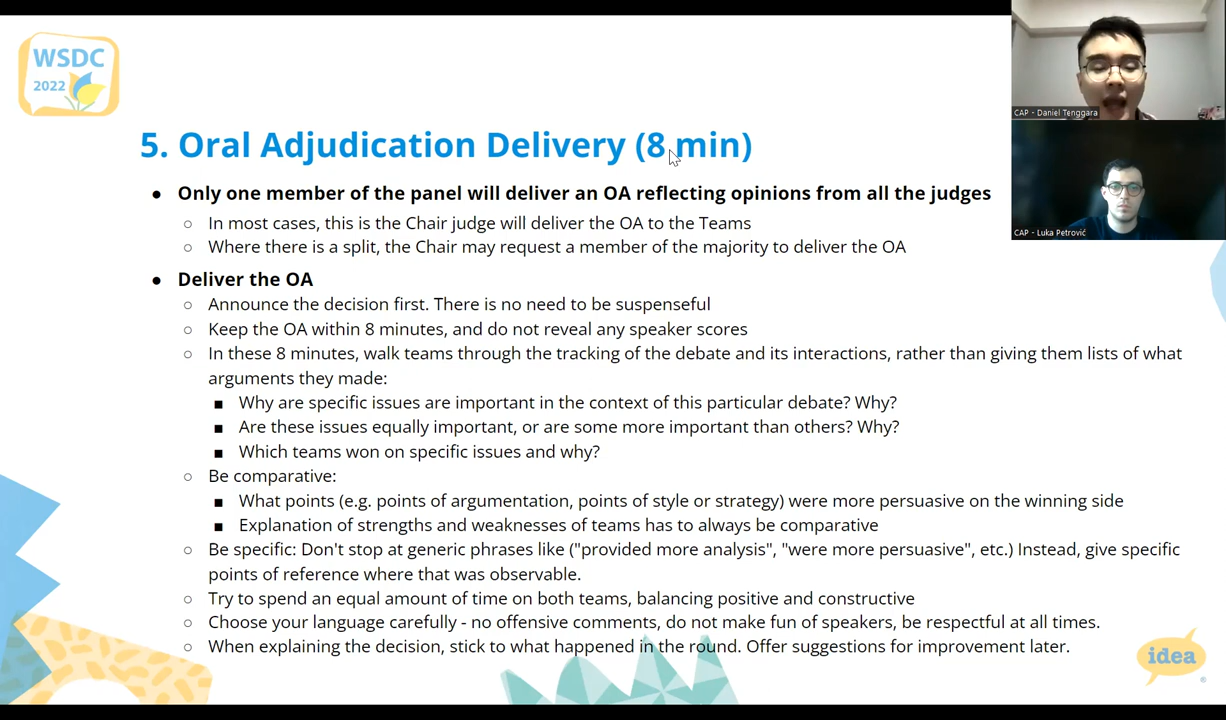 WSDC
2022
CAP - Daniel Tenggara
CAP - Luka Petrović
5. Oral Adjudication Delivery (8 min)
● Only one member of the panel will deliver an OA reflecting opinions from all the judges
○ In most cases, this is the Chair judge will deliver the OA to the Teams
○ Where there is a split, the Chair may request a member of the majority to deliver the OA
● Deliver the OA
○ Announce the decision first. There is no need to be suspenseful
○ Keep the OA within 8 minutes, and do not reveal any speaker scores
○ In these 8 minutes, walk teams through the tracking of the debate and its interactions, rather than giving them lists of what
arguments they made:
■ Why are specific issues are important in the context of this particular debate? Why?
■ Are these issues equally important, or are some more important than others? Why?
■ Which teams won on specific issues and why?
○ Be comparative:
■ What points (e.g. points of argumentation, points of style or strategy) were more persuasive on the winning side
■ Explanation of strengths and weaknesses of teams has to always be comparative
○ Be specific: Don't stop at generic phrases like ("provided more analysis", "were more persuasive", etc.) Instead, give specific
points of reference where that was observable.
○ Try to spend an equal amount of time on both teams, balancing positive and constructive
○ Choose your language carefully - no offensive comments, do not make fun of speakers, be respectful at all times.
○ When explaining the decision, stick to what happened in the round. Offer suggestions for improvement later.
idea
®